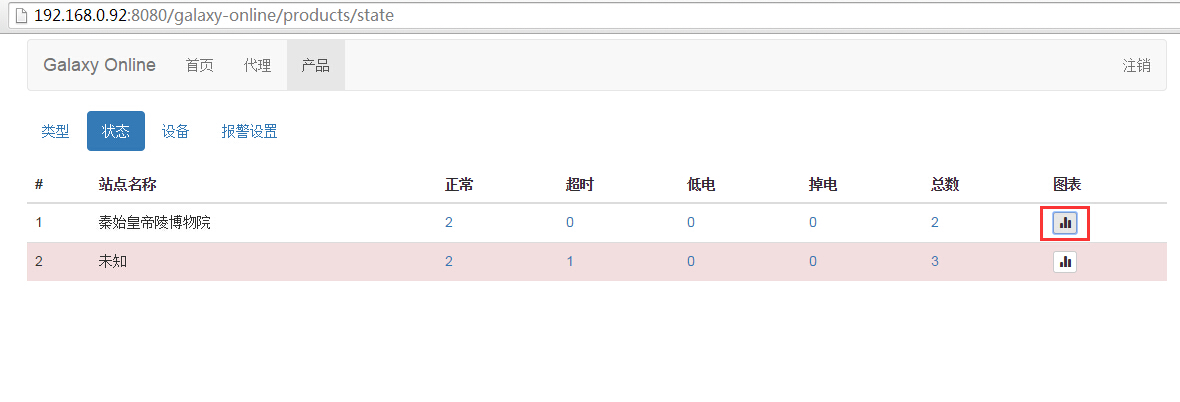 192.168.0.92:8080/galaxy-online/products/state
Galaxy Online 首页 代理 产品 注销
类型 状态 设备 报警设置
# 站点名称 正常 超时 低电 掉电 总数 图表
1 秦始皇帝陵博物院 2 0 0 0 2
2 未知 2 1 0 0 3